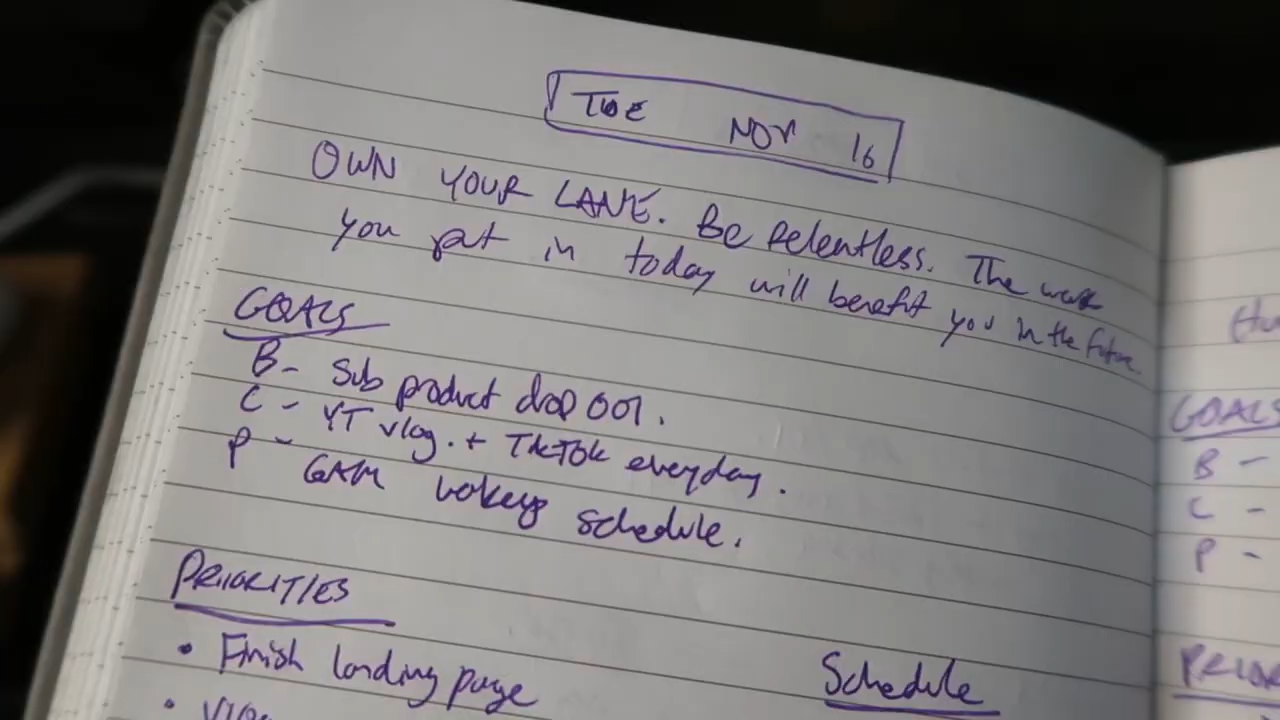 TUE NOV 16
OWN YOUR LANE. Be Relentless. The work
you put in today will benefit you in the future.
GOALS
B - Sub product drop 001.
C - YT vlog. + TikTok everyday.
P - 6AM wakeup schedule.
PRIORITIES
• Finish landing page
Schedule
GOALS
B -
C -
P -